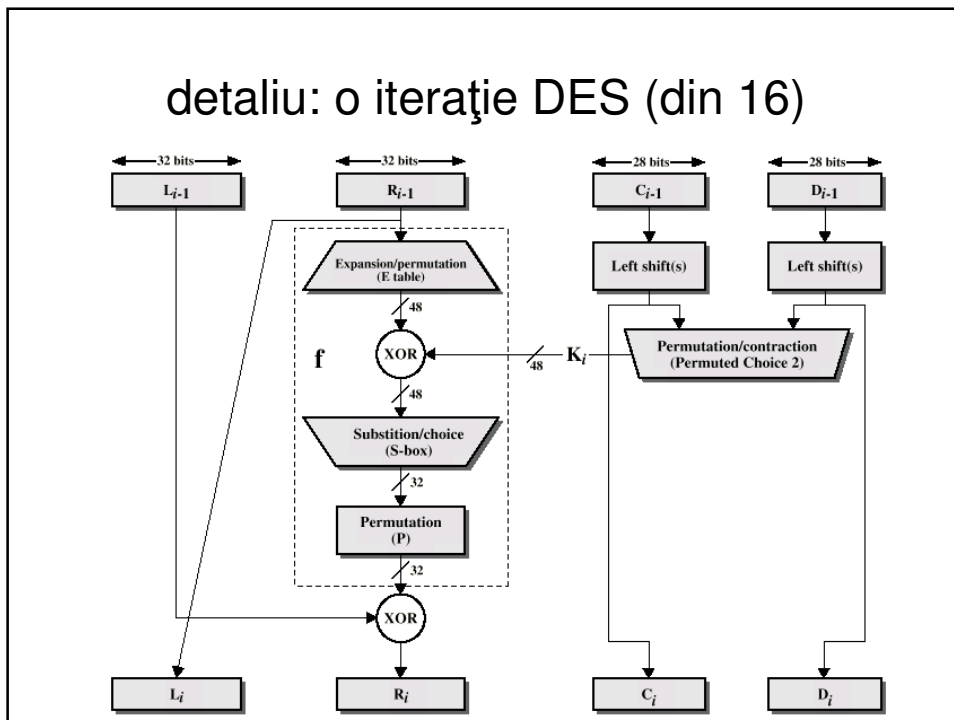 detaliu: o iteraţie DES (din 16)
32 bits 32 bits 28 bits 28 bits
Li-1 Ri-1 Ci-1 Di-1
Expansion/permutation
(E table)
Left shift(s) Left shift(s)
48
f XOR 48 Ki
Permutation/contraction
(Permuted Choice 2)
48
Substition/choice
(S-box)
32
Permutation
(P)
32
XOR
Li Ri Ci Di